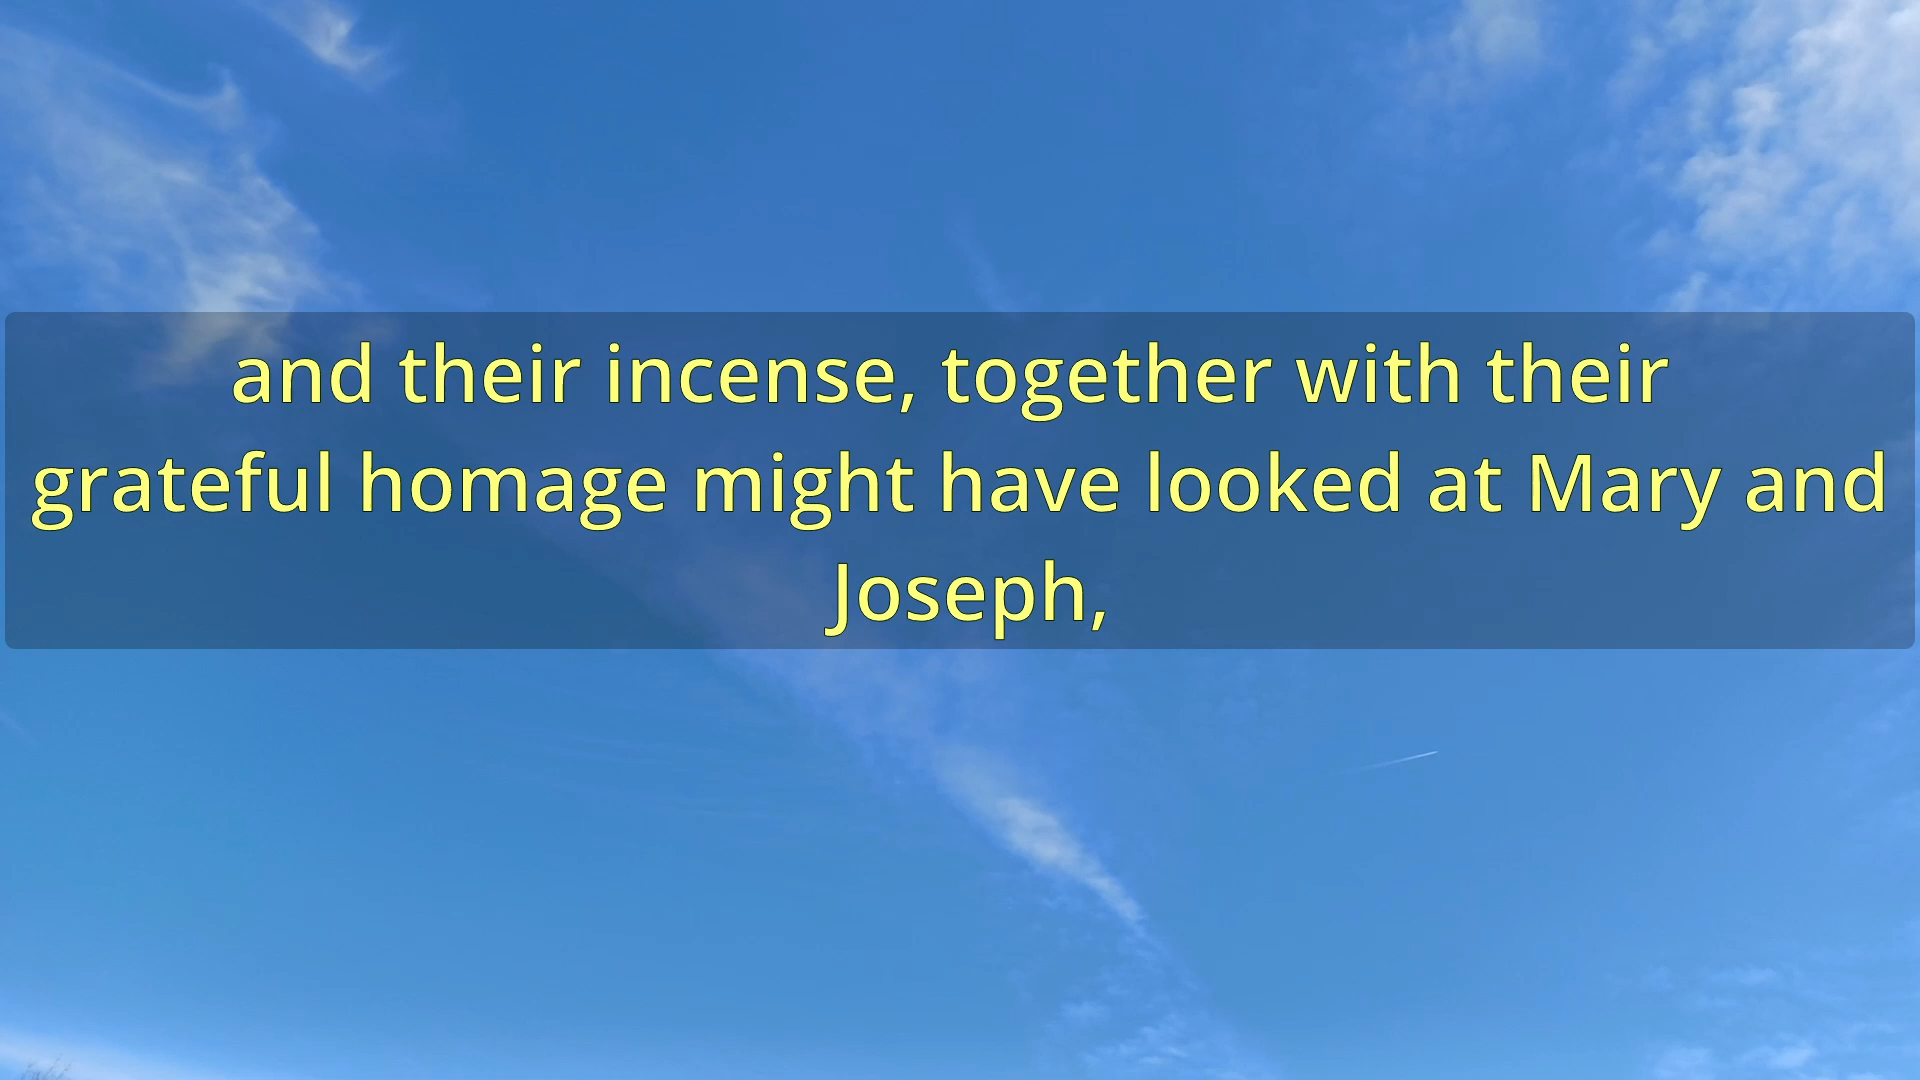 and their incense, together with their
grateful homage might have looked at Mary and
Joseph,